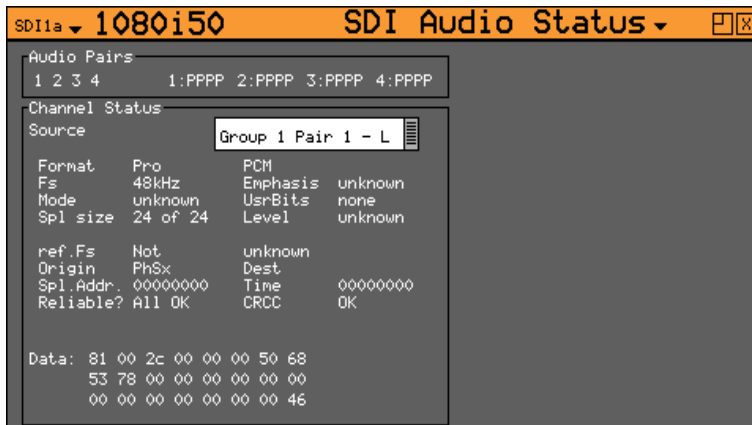 SDI1a 1080i50 SDI Audio Status
Audio Pairs
1 2 3 4 1:PPPP 2:PPPP 3:PPPP 4:PPPP
Channel Status
Source Group 1 Pair 1 - L
Format Pro PCM
Fs 48kHz Emphasis unknown
Mode unknown UsrBits none
Spl size 24 of 24 Level unknown
ref.Fs Not unknown
Origin PhSx Dest
Spl.Addr. 00000000 Time 00000000
Reliable? All OK CRCC OK
Data: 81 00 2c 00 00 00 50 68
53 78 00 00 00 00 00 00
00 00 00 00 00 00 00 46